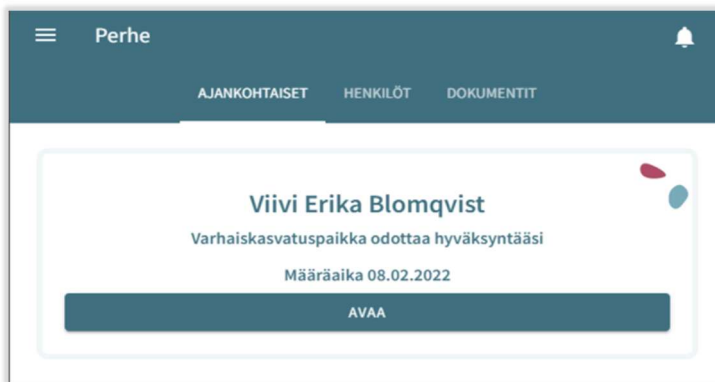 Perhe
AJANKOHTAISET HENKILÖT DOKUMENTIT
Viivi Erika Blomqvist
Varhaiskasvatuspaikka odottaa hyväksyntääsi
Määräaika 08.02.2022
AVAA